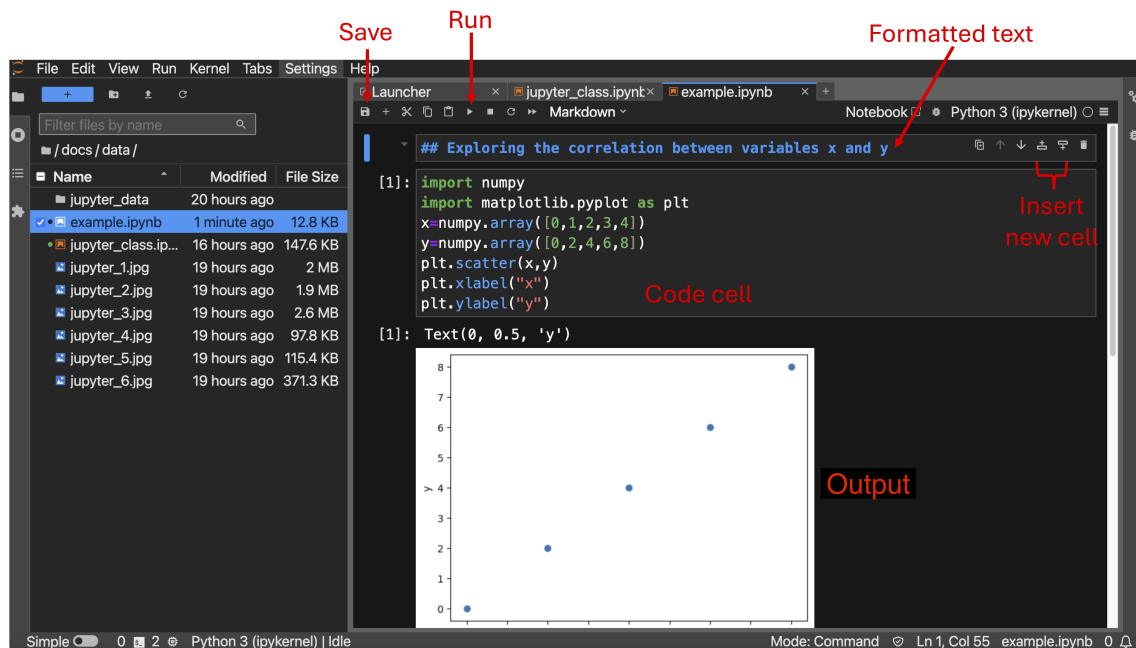 Save
Run
Formatted text
File Edit View Run Kernel Tabs Settings Help
Filter files by name
/ docs / data /
Name Modified File Size
jupyter_data 20 hours ago
example.ipynb 1 minute ago 12.8 KB
jupyter_class.ip... 16 hours ago 147.6 KB
jupyter_1.jpg 19 hours ago 2 MB
jupyter_2.jpg 19 hours ago 1.9 MB
jupyter_3.jpg 19 hours ago 2.6 MB
jupyter_4.jpg 19 hours ago 97.8 KB
jupyter_5.jpg 19 hours ago 115.4 KB
jupyter_6.jpg 19 hours ago 371.3 KB
Launcher jupyter_class.ipynb example.ipynb
Markdown Notebook Python 3 (ipykernel)
## Exploring the correlation between variables x and y
Insert
new cell
[1]: import numpy
import matplotlib.pyplot as plt
x=numpy.array([0,1,2,3,4])
y=numpy.array([0,2,4,6,8])
plt.scatter(x,y)
plt.xlabel("x")
plt.ylabel("y")
Code cell
[1]: Text(0, 0.5, 'y')
8
7
6
5
4
3
2
1
0
y
Output
Simple 0 2 Python 3 (ipykernel) | Idle Mode: Command Ln 1, Col 55 example.ipynb 0